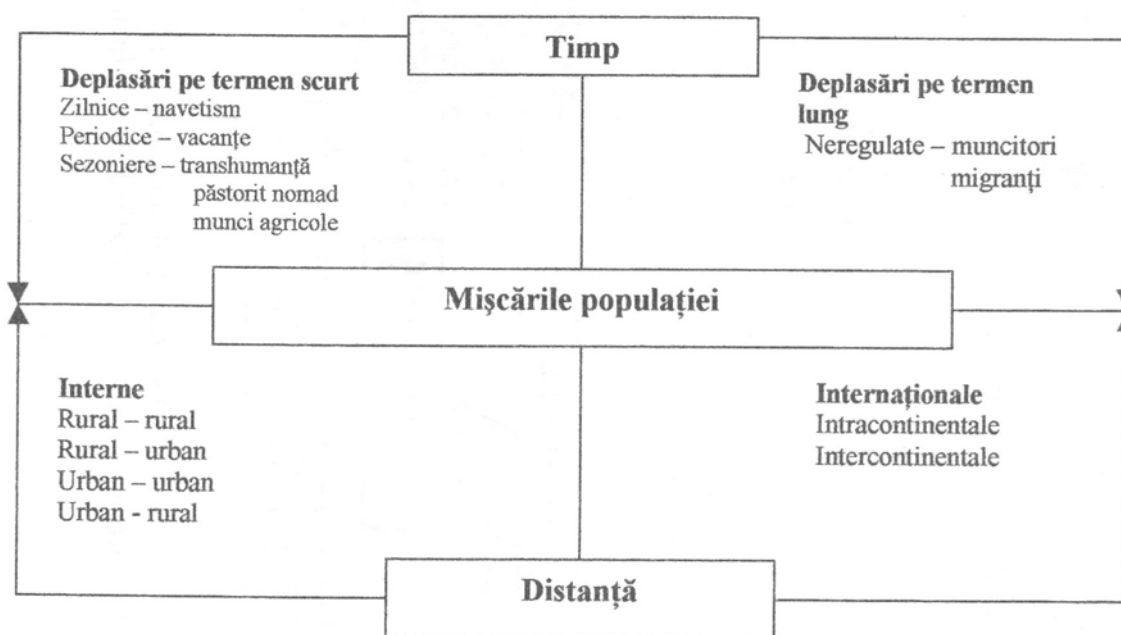 Timp
Deplasări pe termen scurt
Zilnice – navetism
Periodice – vacanțe
Sezoniere – transhumanță
păstorit nomad
munci agricole
Deplasări pe termen
lung
Neregulate – muncitori
migranți
Mişcările populației
Interne
Rural – rural
Rural – urban
Urban – urban
Urban - rural
Internaționale
Intracontinentale
Intercontinentale
Distanță